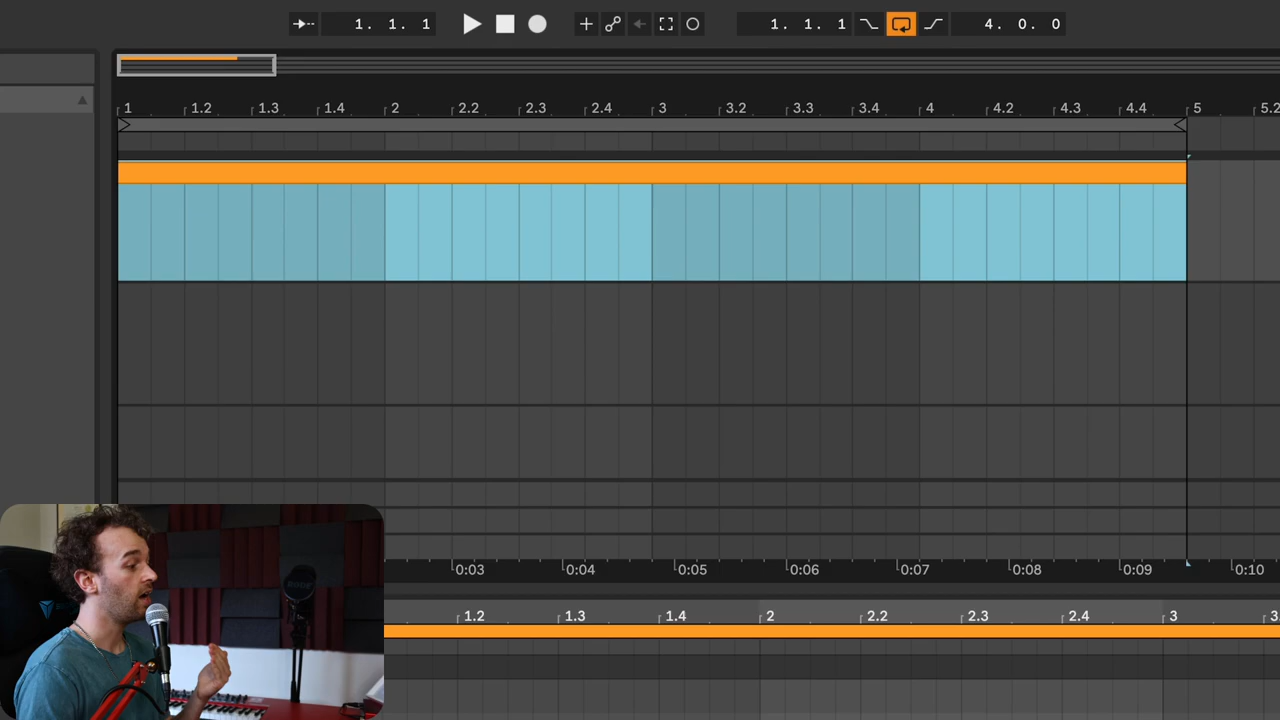 1. 1. 1 1. 1. 1 4. 0. 0
1 1.2 1.3 1.4 2 2.2 2.3 2.4 3 3.2 3.3 3.4 4 4.2 4.3 4.4 5 5.2
0:03 0:04 0:05 0:06 0:07 0:08 0:09 0:10
1.2 1.3 1.4 2 2.2 2.3 2.4 3 3.